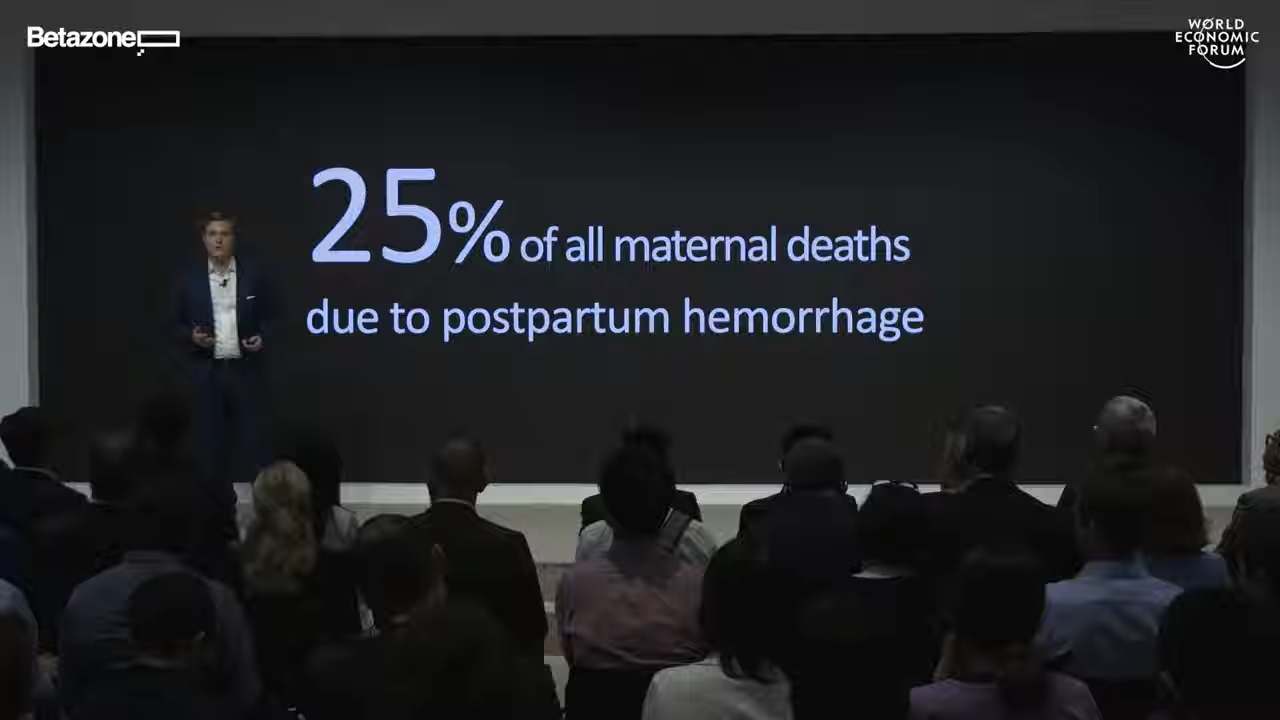 Betazone
WORLD
ECONOMIC
FORUM
25% of all maternal deaths
due to postpartum hemorrhage